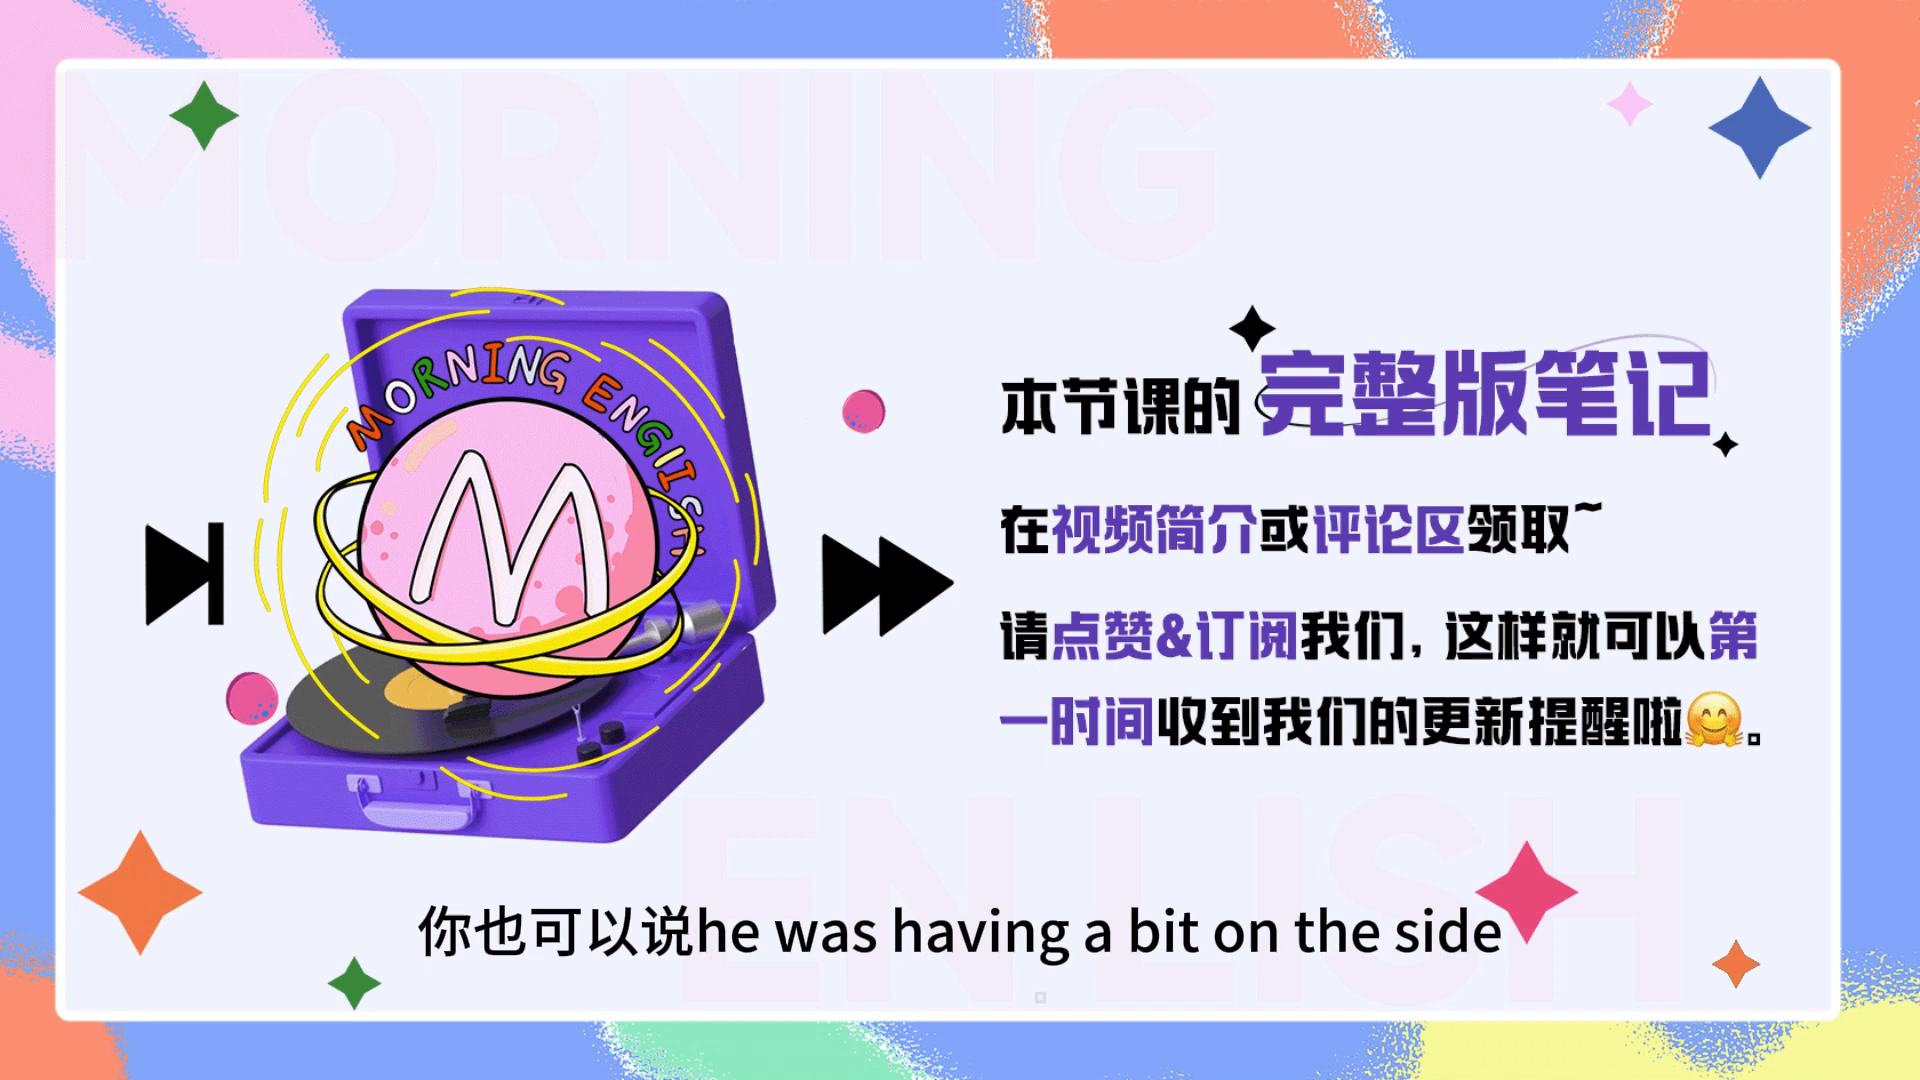 MORNING
MORNING ENGlISH
M
本节课的完整版笔记
在视频简介或评论区领取~
请点赞&订阅我们,这样就可以第
一时间收到我们的更新提醒啦🤗。
EN LISH
你也可以说he was having a bit on the side